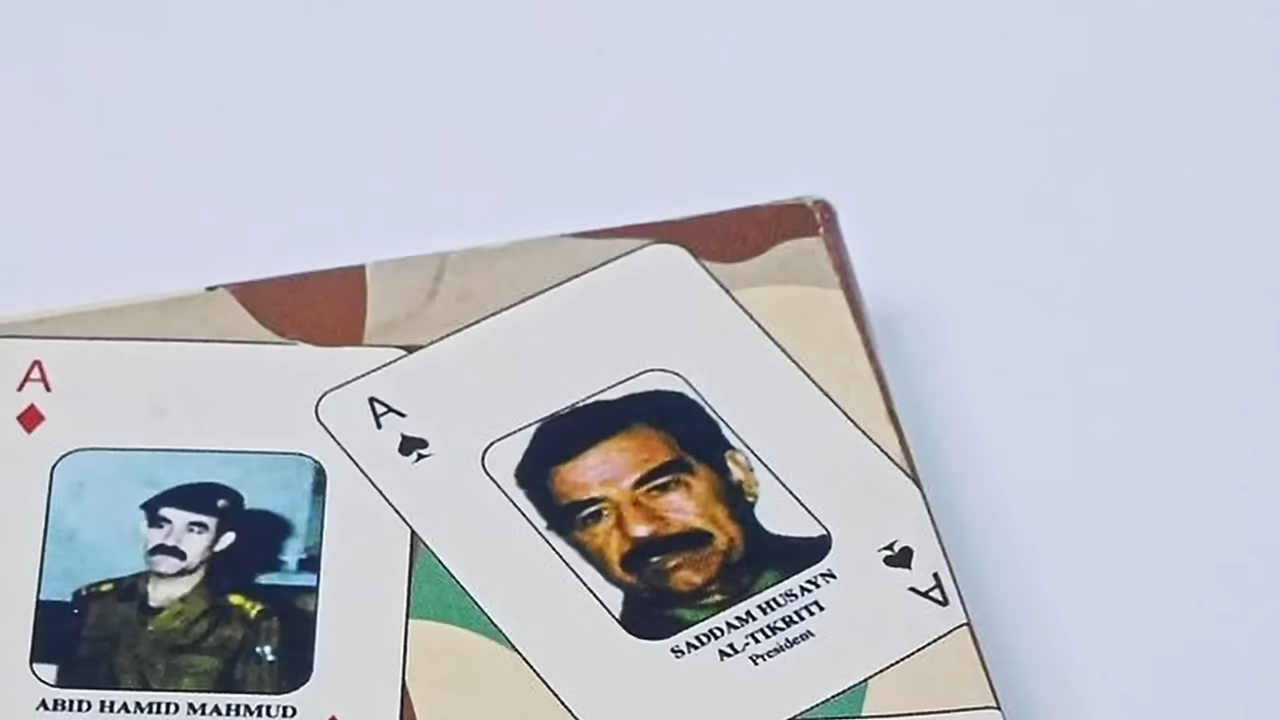 A
ABID HAMID MAHMUD
A
SADDAM HUSAYN
AL-TIKRITI
President
A